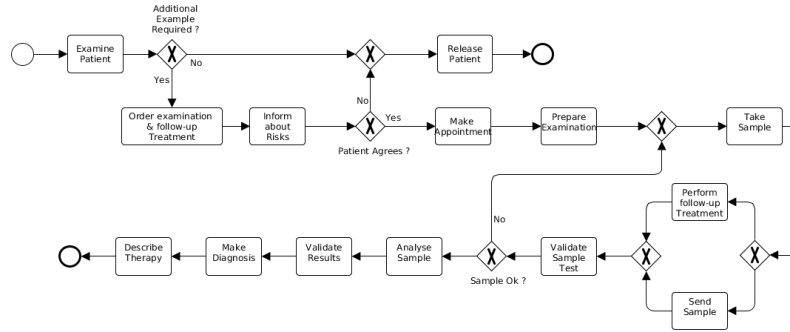 Additional
Example
Required ?
Examine
Patient
No
Release
Patient
Yes
Order examination
& follow-up
Treatment
Inform
about
Risks
No
Yes
Patient Agrees ?
Make
Appointment
Prepare
Examination
Take
Sample
No
Perform
follow-up
Treatment
Describe
Therapy
Make
Diagnosis
Validate
Results
Analyse
Sample
Sample Ok ?
Validate
Sample
Test
Send
Sample